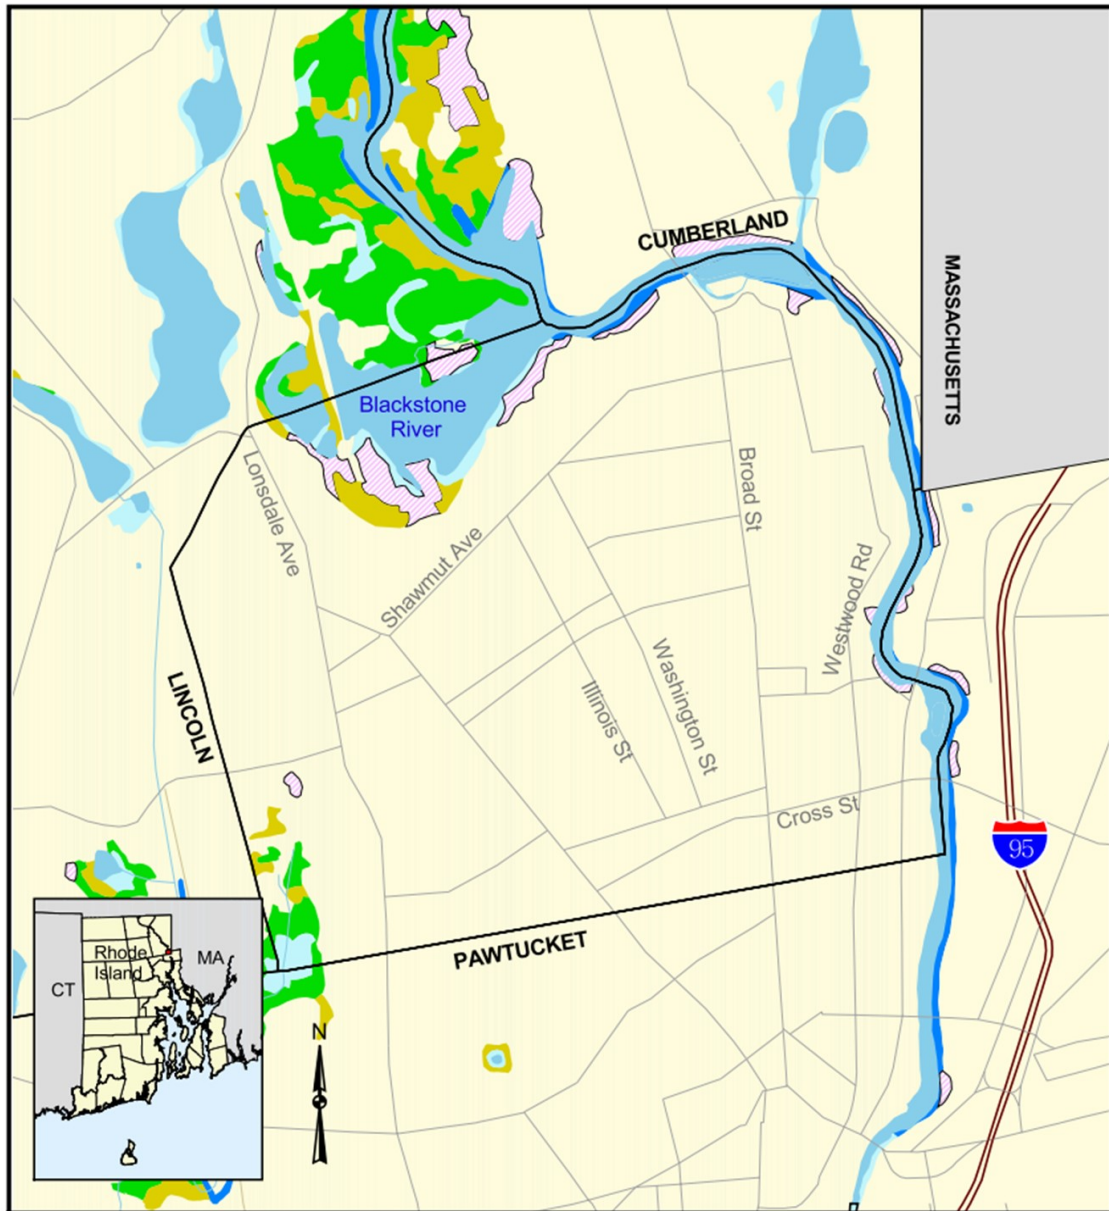 CUMBERLAND
MASSACHUSETTS
Blackstone
River
Lonsdale Ave
Broad St
Shawmut Ave
Westwood Rd
Washington St
Illinois St
LINCOLN
Cross St
95
PAWTUCKET
Rhode
Island
MA
CT
N